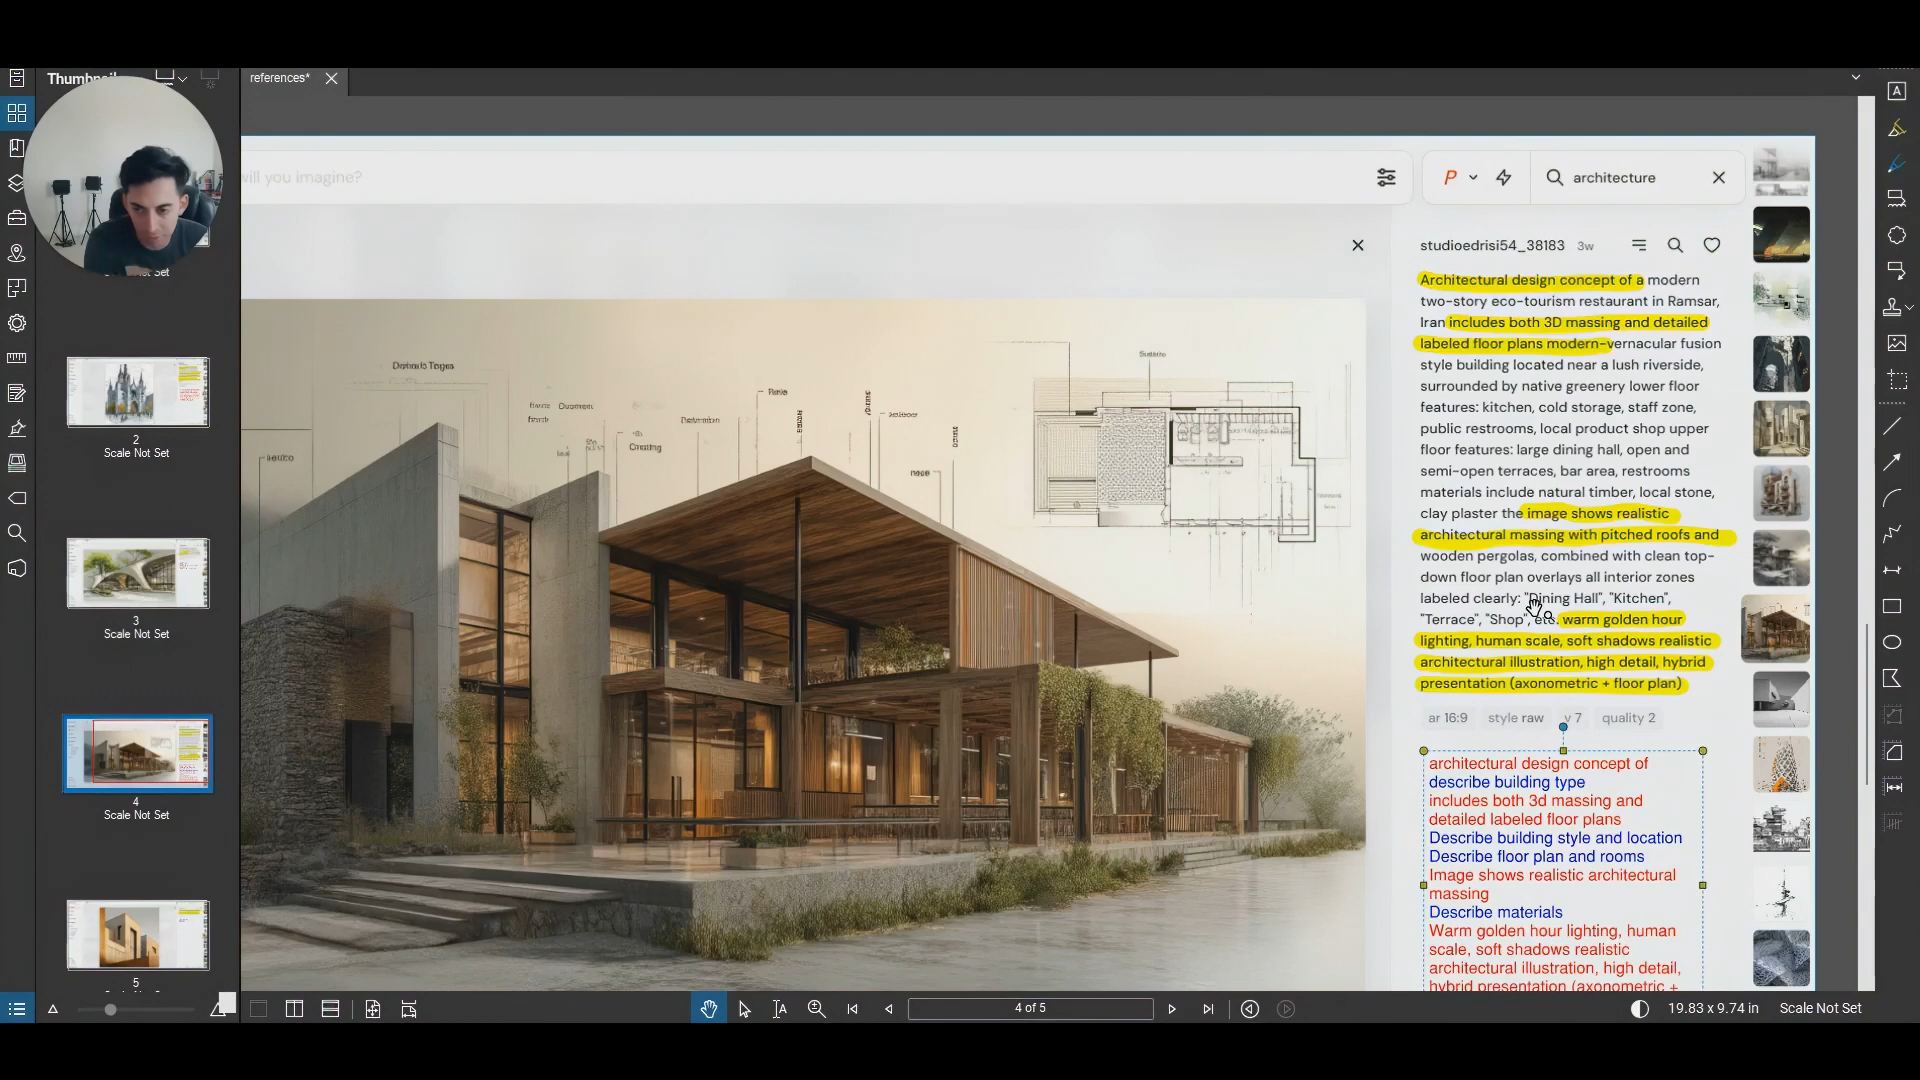 references*
4 of 5
19.83 x 9.74 in
Scale Not Set
2
Scale Not Set
3
Scale Not Set
4
Scale Not Set
5
will you imagine?
architecture
studioedrisi54_38183 3w
Architectural design concept of a modern
two-story eco-tourism restaurant in Ramsar,
Iran includes both 3D massing and detailed
labeled floor plans modern-vernacular fusion
style building located near a lush riverside,
surrounded by native greenery lower floor
features: kitchen, cold storage, staff zone,
public restrooms, local product shop upper
floor features: large dining hall, open and
semi-open terraces, bar area, restrooms
materials include natural timber, local stone,
clay plaster the image shows realistic
architectural massing with pitched roofs and
wooden pergolas, combined with clean top-
down floor plan overlays all interior zones
labeled clearly: "Dining Hall", "Kitchen",
"Terrace", "Shop", etc. warm golden hour
lighting, human scale, soft shadows realistic
architectural illustration, high detail, hybrid
presentation (axonometric + floor plan)
ar 16:9 style raw v 7 quality 2
architectural design concept of
describe building type
includes both 3d massing and
detailed labeled floor plans
Describe building style and location
Describe floor plan and rooms
Image shows realistic architectural
massing
Describe materials
Warm golden hour lighting, human
scale, soft shadows realistic
architectural illustration, high detail,
hybrid presentation (axonometric +